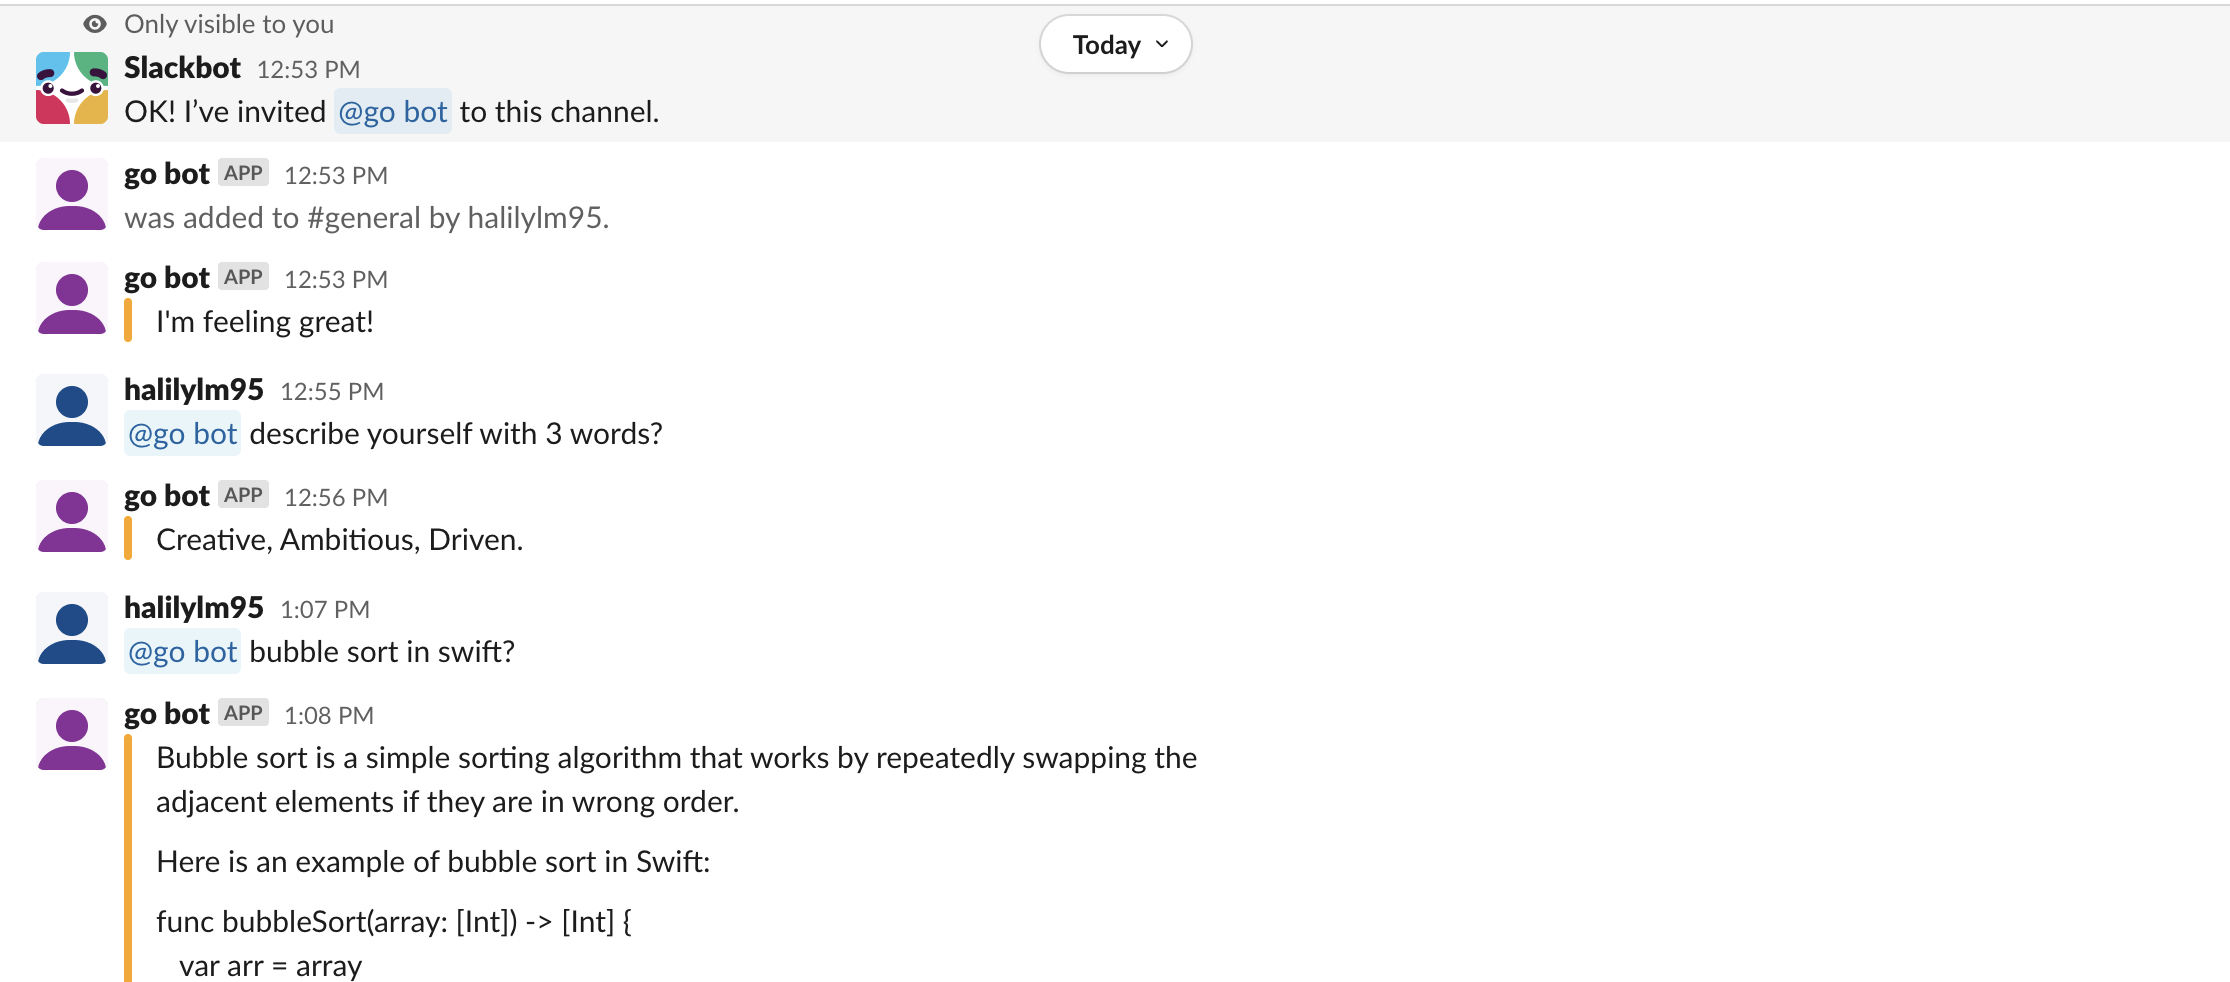 Only visible to you
Today
Slackbot 12:53 PM
OK! I’ve invited @go bot to this channel.
go bot APP 12:53 PM
was added to #general by halilylm95.
go bot APP 12:53 PM
I'm feeling great!
halilylm95 12:55 PM
@go bot describe yourself with 3 words?
go bot APP 12:56 PM
Creative, Ambitious, Driven.
halilylm95 1:07 PM
@go bot bubble sort in swift?
go bot APP 1:08 PM
Bubble sort is a simple sorting algorithm that works by repeatedly swapping the
adjacent elements if they are in wrong order.
Here is an example of bubble sort in Swift:
func bubbleSort(array: [Int]) -> [Int] {
var arr = array